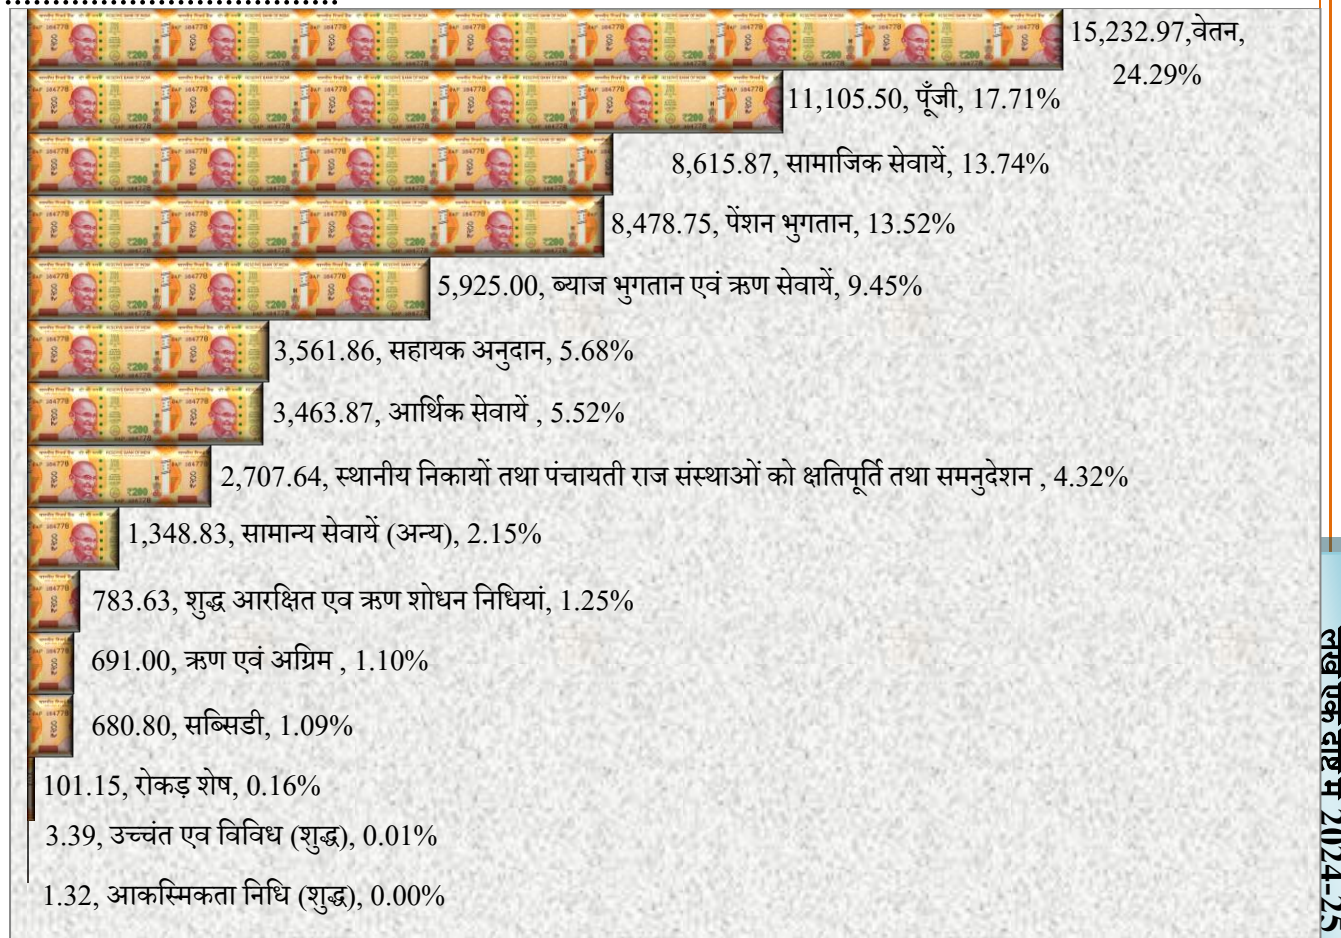 15,232.97,वेतन,
24.29%
11,105.50, पूँजी, 17.71%
8,615.87, सामाजिक सेवायें, 13.74%
8,478.75, पेंशन भुगतान, 13.52%
5,925.00, ब्याज भुगतान एवं ऋण सेवायें, 9.45%
3,561.86, सहायक अनुदान, 5.68%
3,463.87, आर्थिक सेवायें , 5.52%
2,707.64, स्थानीय निकायों तथा पंचायती राज संस्थाओं को क्षतिपूर्ति तथा समनुदेशन , 4.32%
1,348.83, सामान्य सेवायें (अन्य), 2.15%
783.63, शुद्ध आरक्षित एव ऋण शोधन निधियां, 1.25%
691.00, ऋण एवं अग्रिम , 1.10%
680.80, सब्सिडी, 1.09%
101.15, रोकड़ शेष, 0.16%
3.39, उच्चंत एव विविध (शुद्ध), 0.01%
1.32, आकस्मिकता निधि (शुद्ध), 0.00%
2024-25